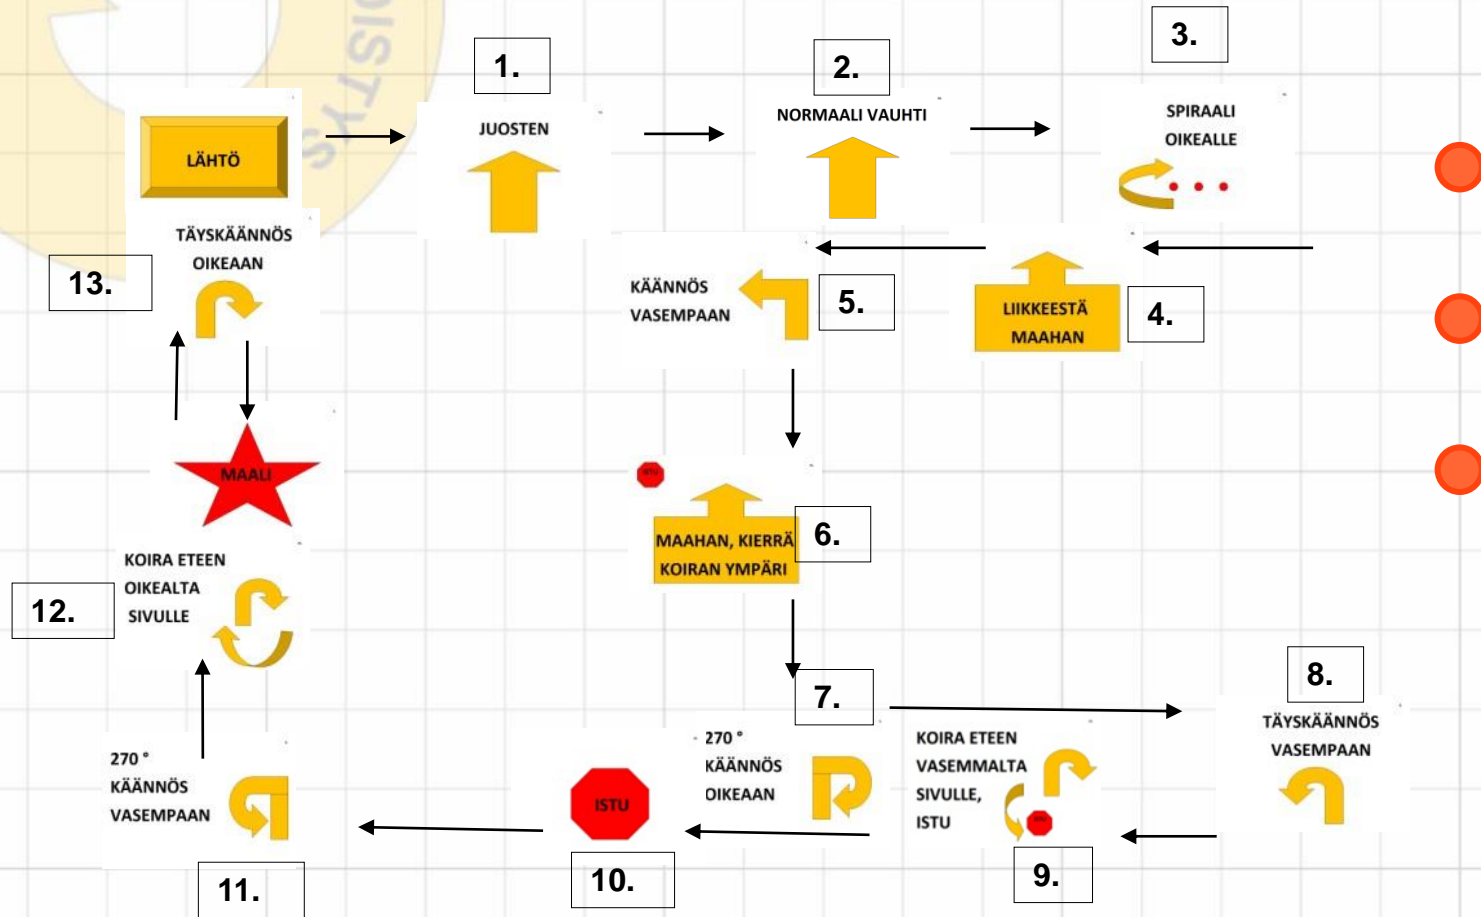 DISTYS
1.
2.
3.
LÄHTÖ
JUOSTEN
NORMAALI VAUHTI
SPIRAALI
OIKEALLE
13.
TÄYSKÄÄNNÖS
OIKEAAN
KÄÄNNÖS
VASEMPAAN
5.
LIIKKEESTÄ
MAAHAN
4.
MAALI
MAAHAN, KIERRÄ
KOIRAN YMPÄRI
6.
12.
KOIRA ETEEN
OIKEALTA
SIVULLE
7.
270 °
KÄÄNNÖS
OIKEAAN
8.
TÄYSKÄÄNNÖS
VASEMPAAN
KOIRA ETEEN
VASEMMALTA
SIVULLE,
ISTU
9.
ISTU
10.
270 °
KÄÄNNÖS
VASEMPAAN
11.